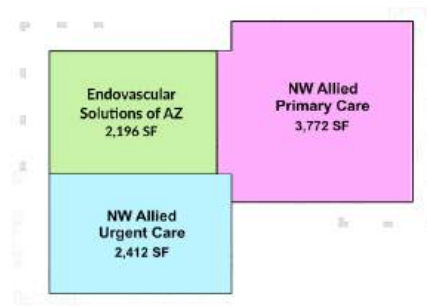 Endovascular
Solutions of AZ
2,196 SF
NW Allied
Primary Care
3,772 SF
NW Allied
Urgent Care
2,412 SF